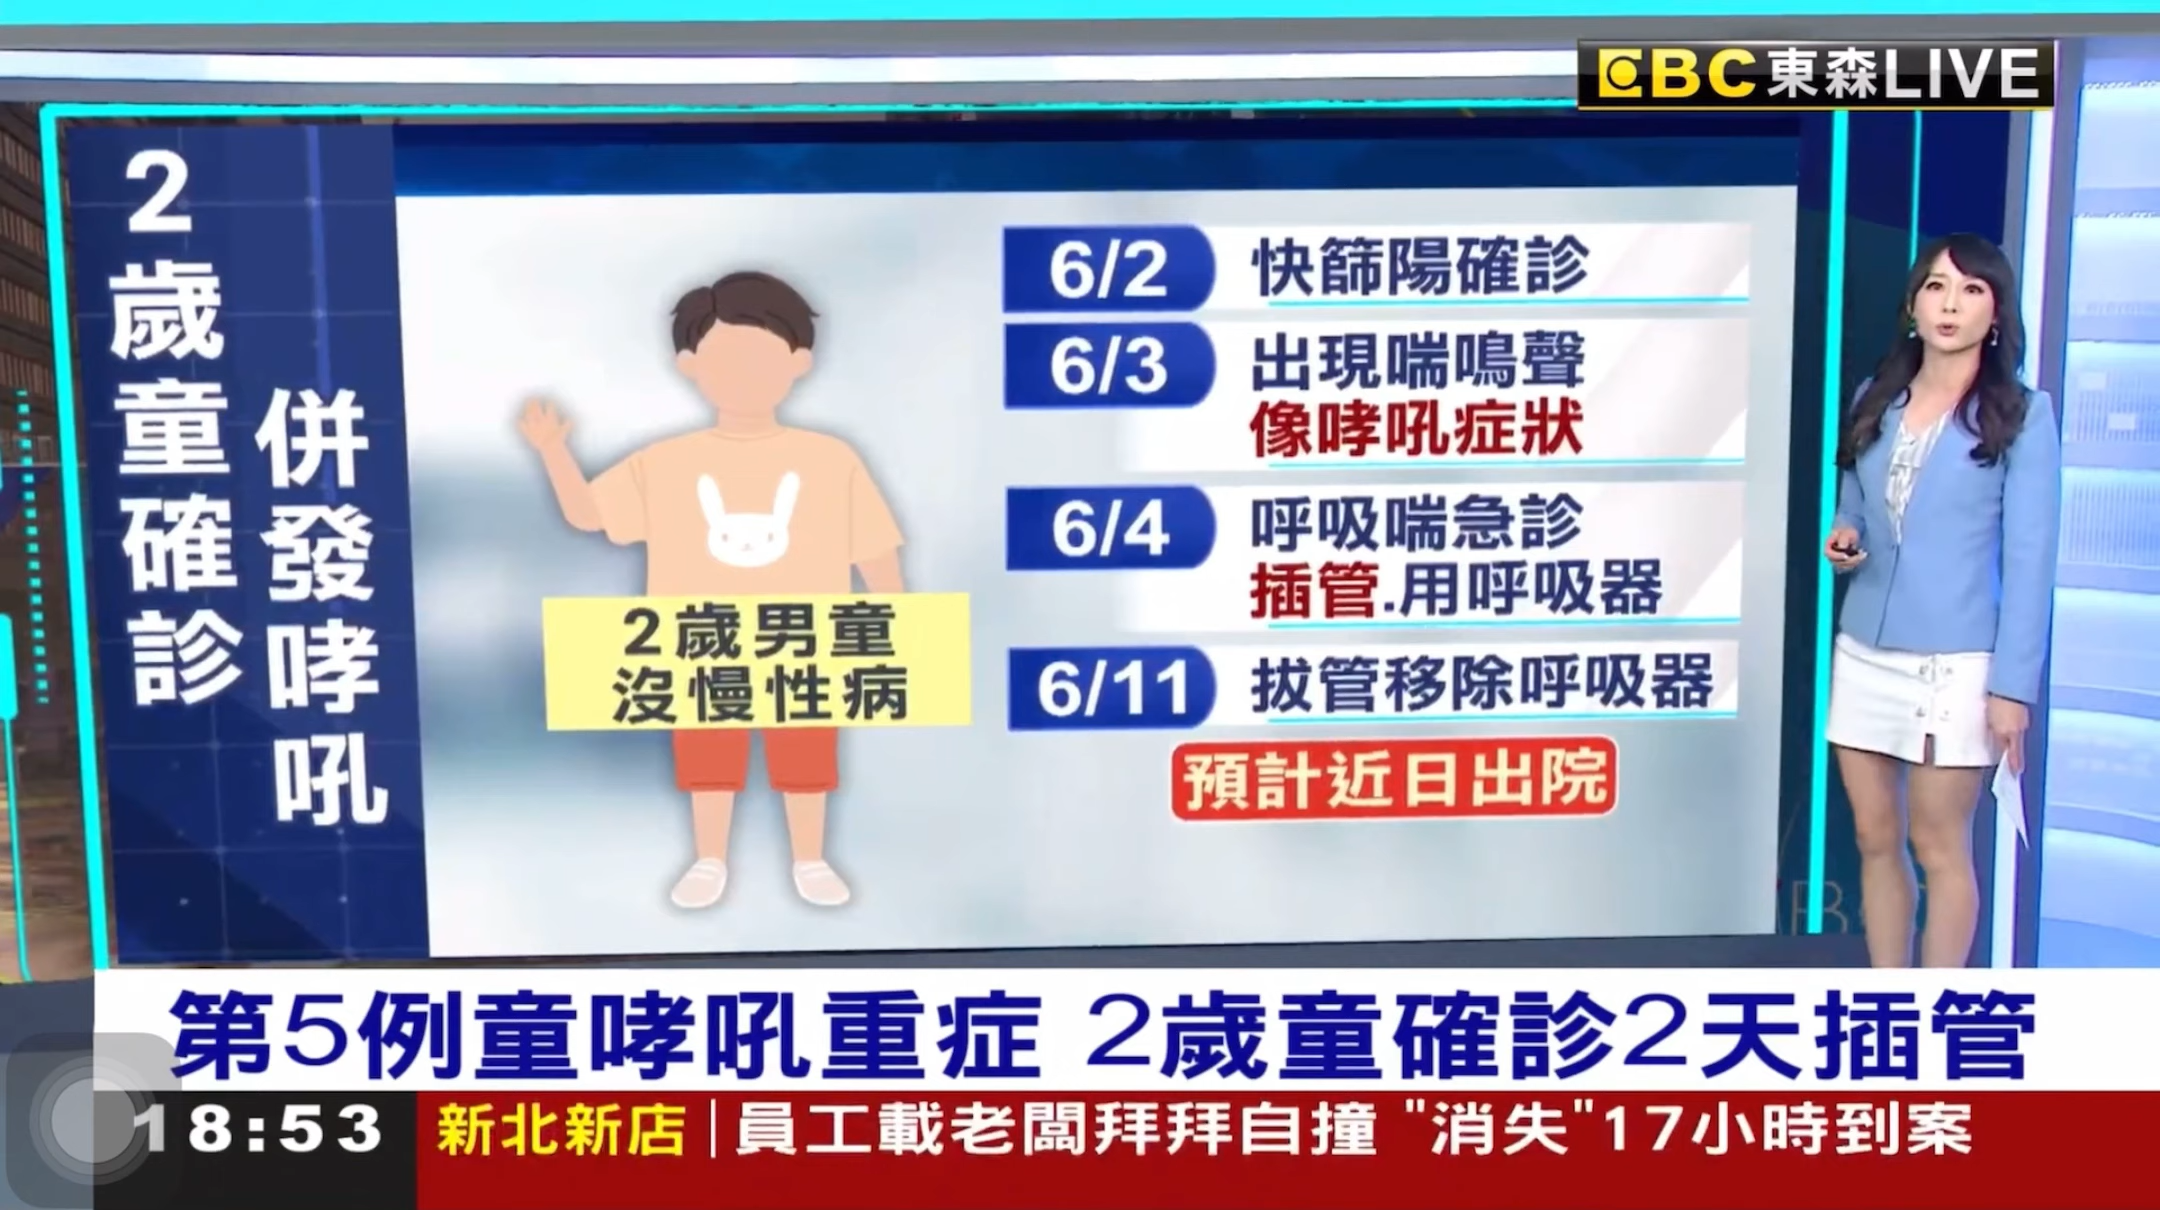 EBC東森LIVE
2歲童確診
併發哮吼
6/2 快篩陽確診
6/3 出現喘鳴聲
像哮吼症狀
6/4 呼吸喘急診
插管.用呼吸器
6/11 拔管移除呼吸器
預計近日出院
2歲男童
沒慢性病
第5例童哮吼重症 2歲童確診2天插管
18:53 新北新店|員工載老闆拜拜自撞 "消失"17小時到案